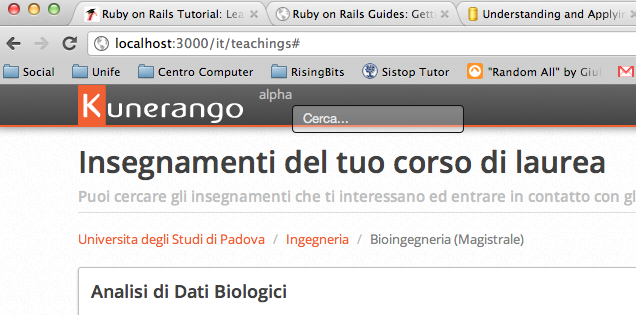 Ruby on Rails Tutorial: Lea
Ruby on Rails Guides: Gett
Understanding and Applyin
localhost:3000/it/teachings#
Social
Unife
Centro Computer
RisingBits
Sistop Tutor
"Random All" by Giul
Kunerango
alpha
Cerca...
Insegnamenti del tuo corso di laurea
Puoi cercare gli insegnamenti che ti interessano ed entrare in contatto con gl
Universita degli Studi di Padova / Ingegneria / Bioingegneria (Magistrale)
Analisi di Dati Biologici